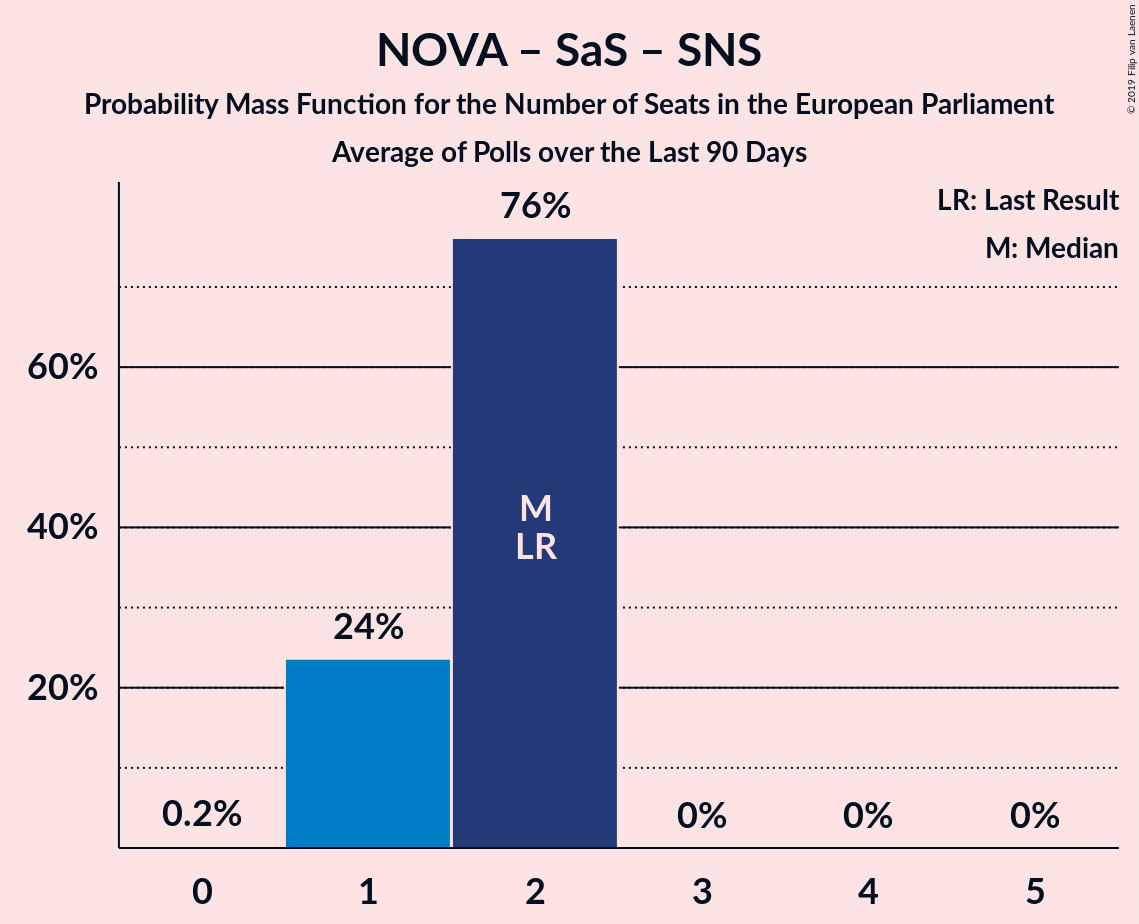 NOVA – SaS – SNS
Probability Mass Function for the Number of Seats in the European Parliament
Average of Polls over the Last 90 Days
© 2019 Filip van Laenen
LR: Last Result
M: Median
76%
60%
M
40%
LR
24%
20%
0.2%
0%
0%
0%
0 1 2 3 4 5